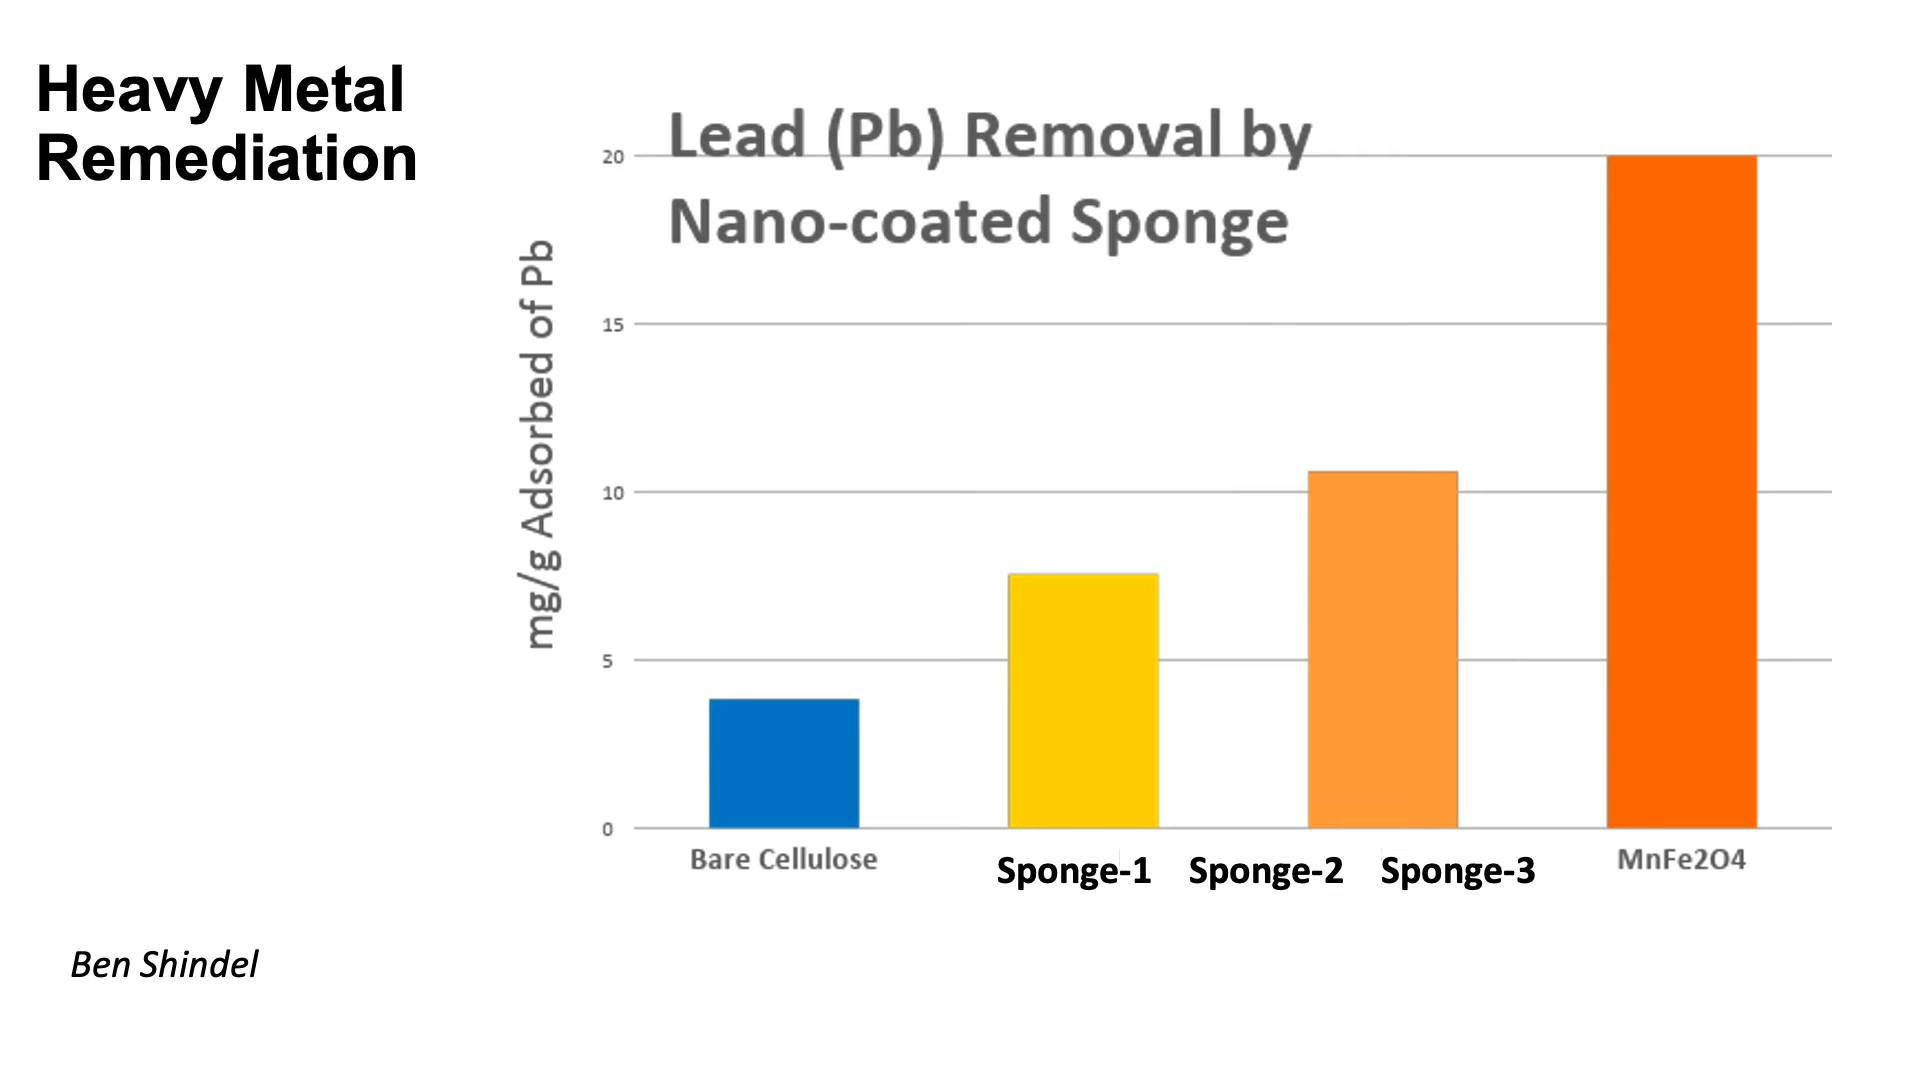 Heavy Metal
Remediation
Lead (Pb) Removal by
Nano-coated Sponge
mg/g Adsorbed of Pb
20
15
10
5
0
Bare Cellulose
Sponge-1
Sponge-2
Sponge-3
MnFe2O4
Ben Shindel